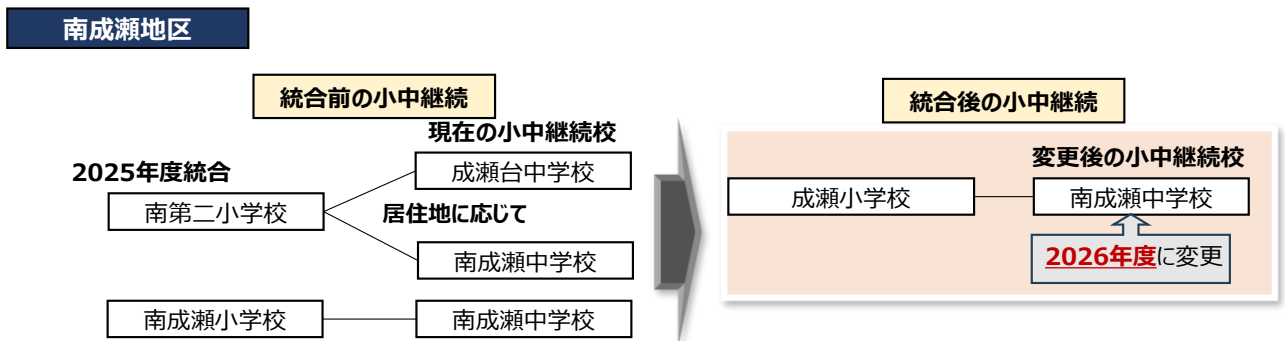 南成瀬地区
統合前の小中継続
現在の小中継続校
2025年度統合
成瀬台中学校
南第二小学校
居住地に応じて
南成瀬中学校
南成瀬小学校
南成瀬中学校
統合後の小中継続
変更後の小中継続校
成瀬小学校
南成瀬中学校
2026年度に変更